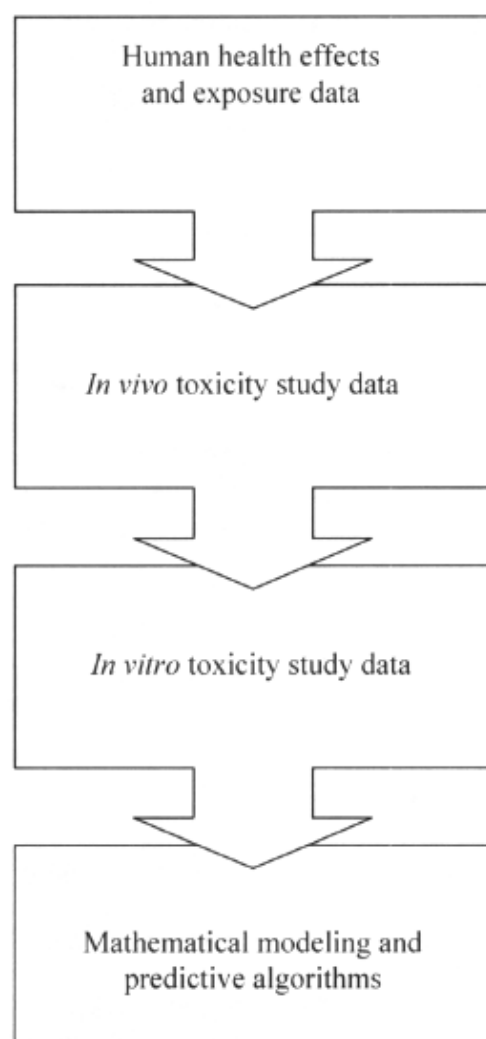 Human health effects
and exposure data
In vivo toxicity study data
In vitro toxicity study data
Mathematical modeling and
predictive algorithms